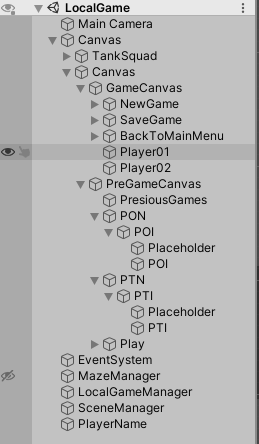 LocalGame
Main Camera
Canvas
TankSquad
Canvas
GameCanvas
NewGame
SaveGame
BackToMainMenu
Player01
Player02
PreGameCanvas
PresiousGames
PON
POI
Placeholder
POI
PTN
PTI
Placeholder
PTI
Play
EventSystem
MazeManager
LocalGameManager
SceneManager
PlayerName